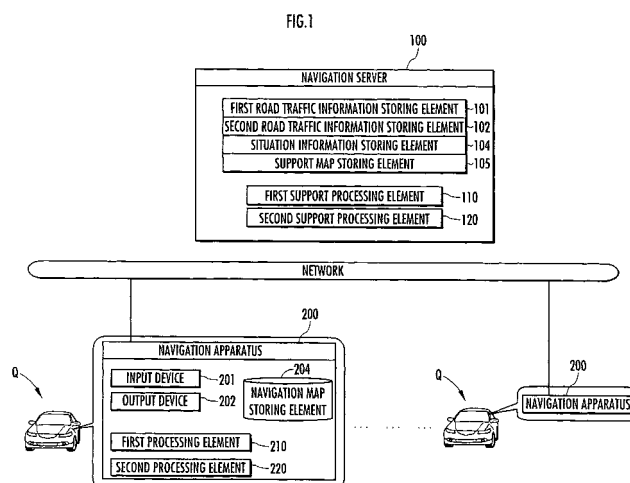 FIG.1
100
NAVIGATION SERVER
FIRST ROAD TRAFFIC INFORMATION STORING ELEMENT 101
SECOND ROAD TRAFFIC INFORMATION STORING ELEMENT 102
SITUATION INFORMATION STORING ELEMENT 104
SUPPORT MAP STORING ELEMENT 105
FIRST SUPPORT PROCESSING ELEMENT 110
SECOND SUPPORT PROCESSING ELEMENT 120
NETWORK
200
NAVIGATION APPARATUS
Q
INPUT DEVICE 201
OUTPUT DEVICE 202
204
NAVIGATION MAP
STORING ELEMENT
FIRST PROCESSING ELEMENT 210
SECOND PROCESSING ELEMENT 220
Q
200
NAVIGATION APPARATUS